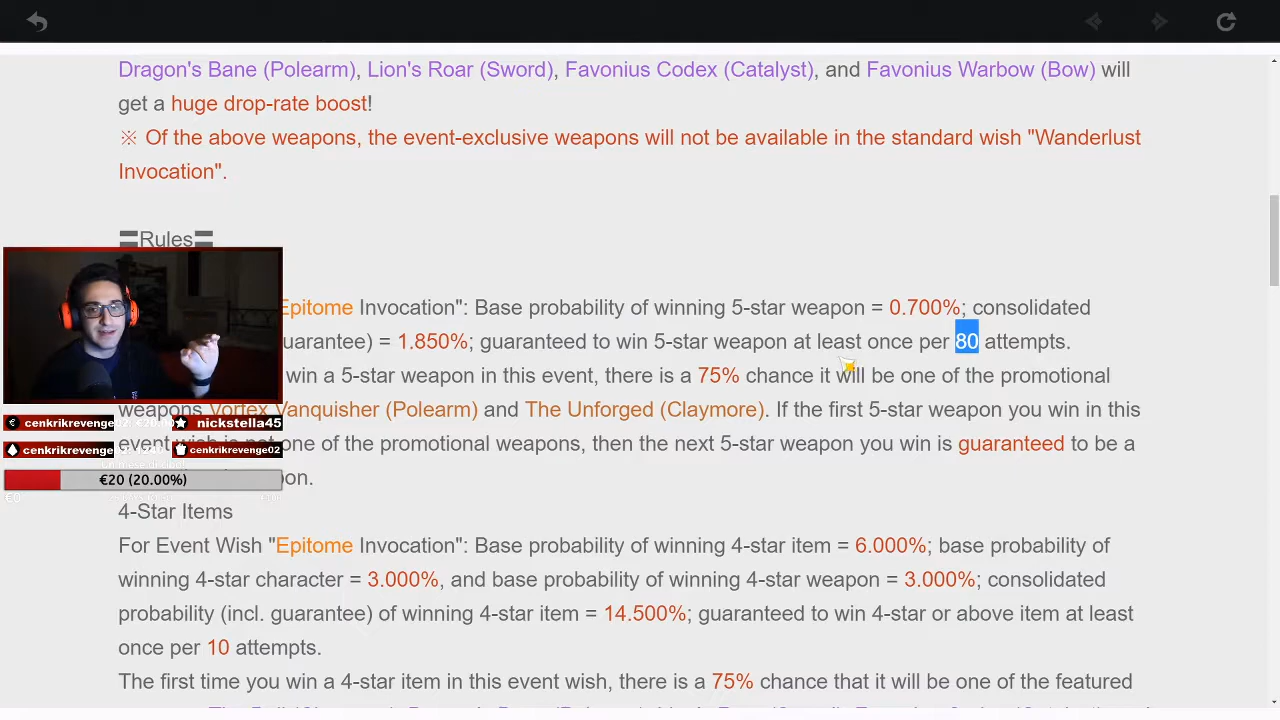 Dragon's Bane (Polearm), Lion's Roar (Sword), Favonius Codex (Catalyst), and Favonius Warbow (Bow) will
get a huge drop-rate boost!
※ Of the above weapons, the event-exclusive weapons will not be available in the standard wish "Wanderlust
Invocation".
〓Rules〓
Epitome Invocation": Base probability of winning 5-star weapon = 0.700%; consolidated
uarantee) = 1.850%; guaranteed to win 5-star weapon at least once per 80 attempts.
win a 5-star weapon in this event, there is a 75% chance it will be one of the promotional
weapons Vortex Vanquisher (Polearm) and The Unforged (Claymore). If the first 5-star weapon you win in this
event wish is not one of the promotional weapons, then the next 5-star weapon you win is guaranteed to be a
on.
cenkrikrevenge
nickstella45
cenkrikrevenge
cenkrikrevenge02
€20 (20.00%)
4-Star Items
For Event Wish "Epitome Invocation": Base probability of winning 4-star item = 6.000%; base probability of
winning 4-star character = 3.000%, and base probability of winning 4-star weapon = 3.000%; consolidated
probability (incl. guarantee) of winning 4-star item = 14.500%; guaranteed to win 4-star or above item at least
once per 10 attempts.
The first time you win a 4-star item in this event wish, there is a 75% chance that it will be one of the featured